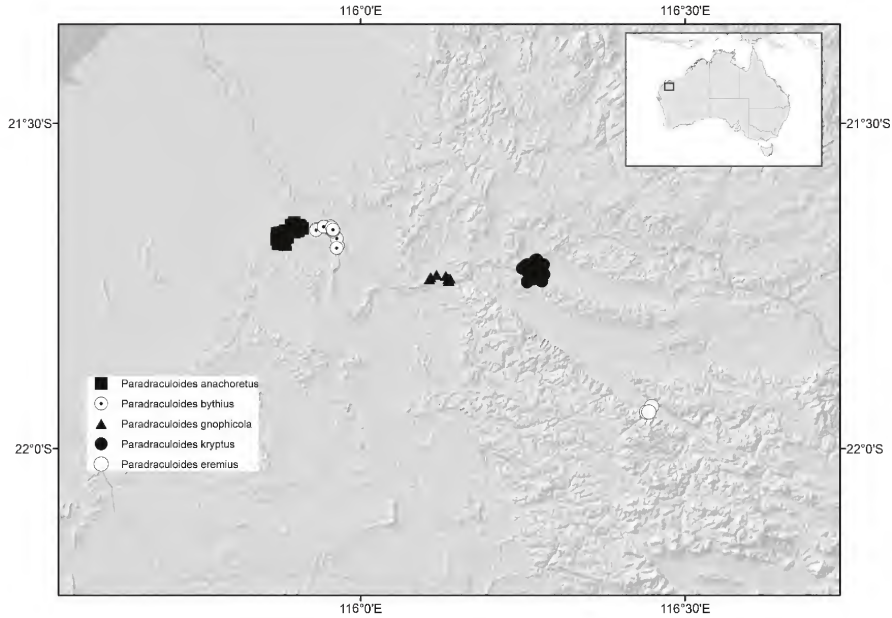 116°0'E 116°30'E
21°30'S 21°30'S
Paradraculoides anachoretus
Paradraculoides bythius
Paradraculoides gnophicola
Paradraculoides kryptus
Paradraculoides eremius
22°0'S 22°0'S
116°0'E 116°30'E